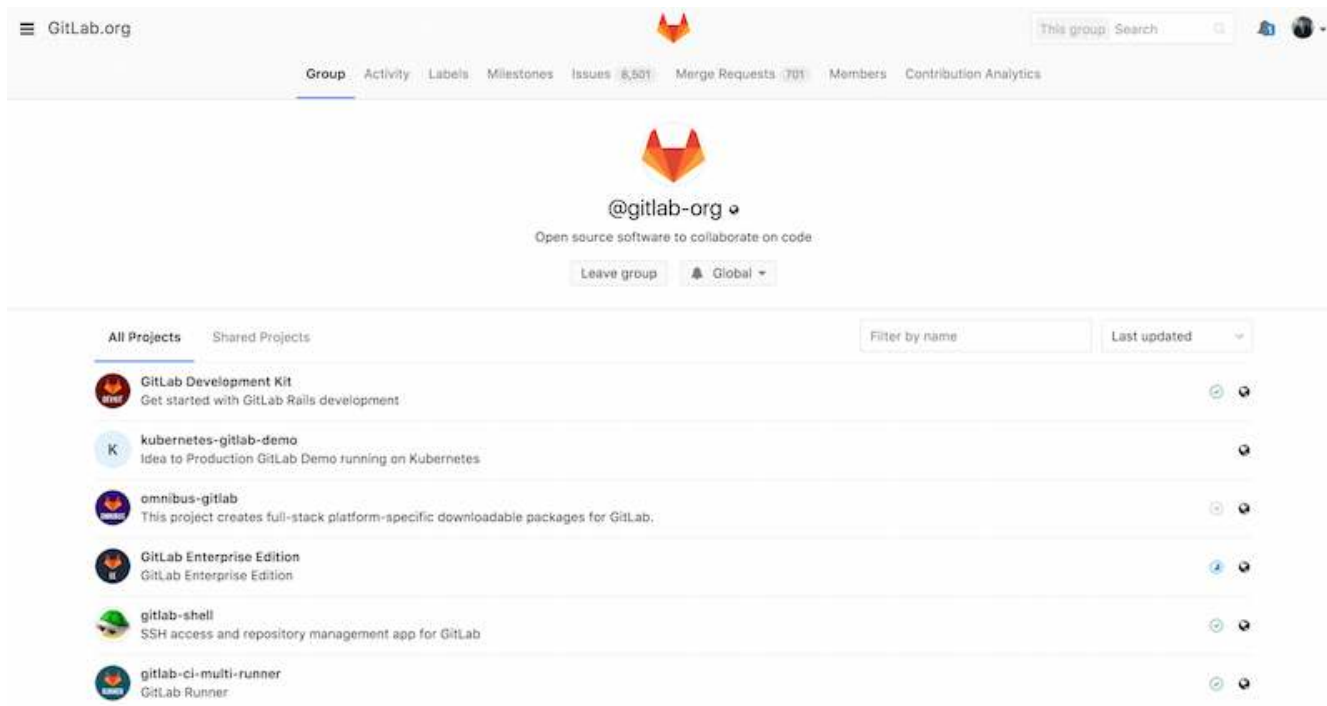 GitLab.org
This group Search
Group Activity Labels Milestones Issues 8,501 Merge Requests 701 Members Contribution Analytics
@gitlab-org
Open source software to collaborate on code
Leave group Global
All Projects Shared Projects Filter by name Last updated
GitLab Development Kit
Get started with GitLab Rails development
K
kubernetes-gitlab-demo
Idea to Production GitLab Demo running on Kubernetes
omnibus-gitlab
This project creates full-stack platform-specific downloadable packages for GitLab.
OMNIBUS
GitLab Enterprise Edition
GitLab Enterprise Edition
EE
gitlab-shell
SSH access and repository management app for GitLab
gitlab-ci-multi-runner
GitLab Runner
RUNNER